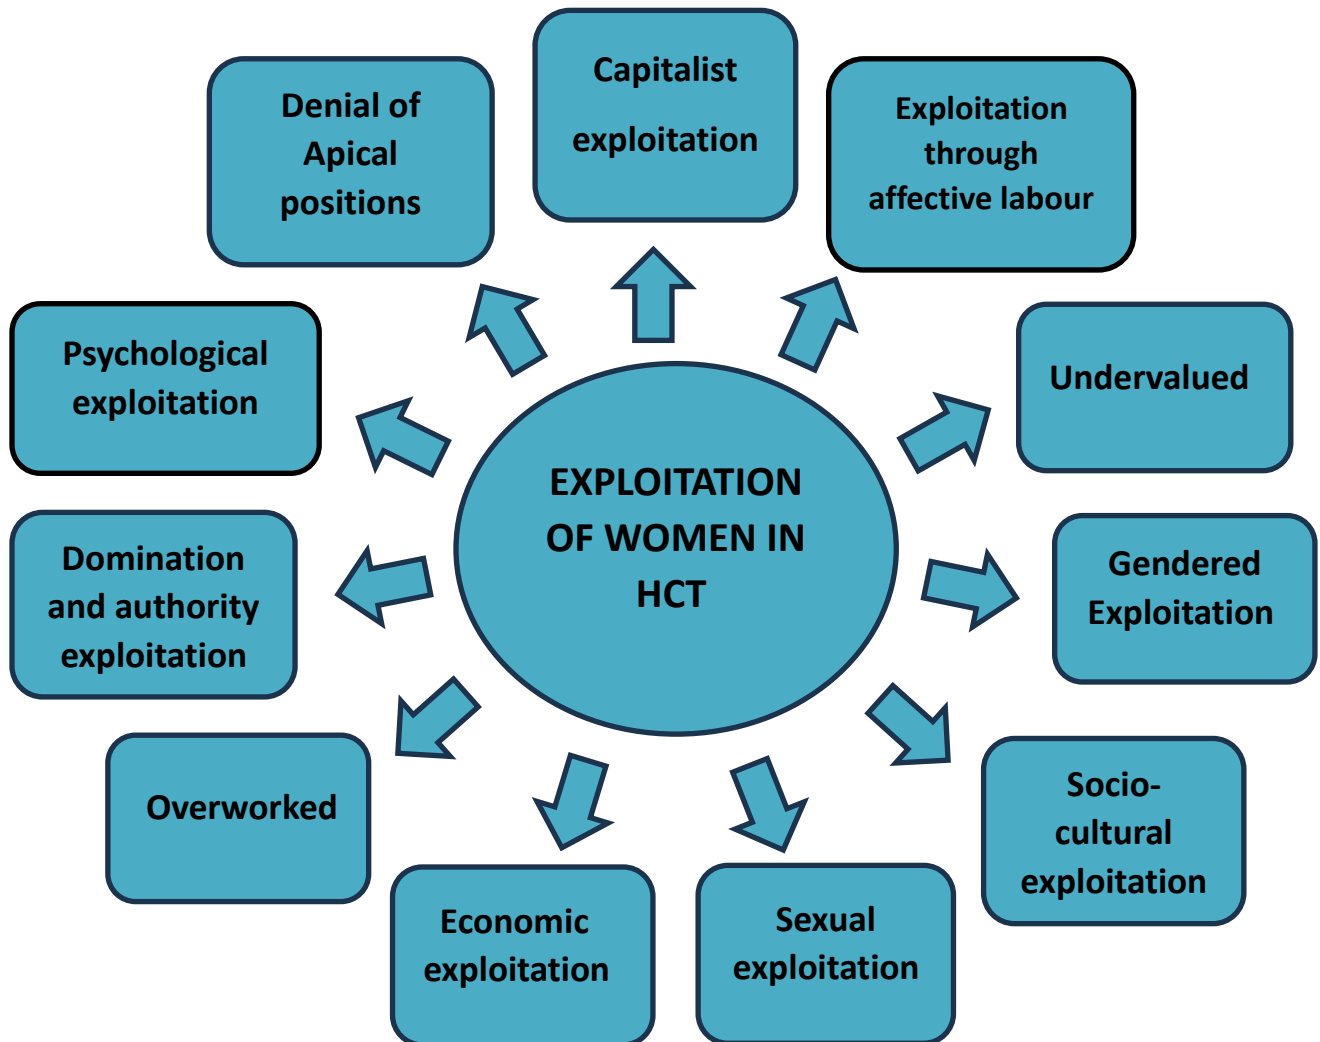 Capitalist
exploitation
Denial of
Apical
positions
Exploitation
through
affective labour
Psychological
exploitation
Undervalued
EXPLOITATION
OF WOMEN IN
HCT
Domination
and authority
exploitation
Gendered
Exploitation
Overworked
Socio-
cultural
exploitation
Economic
exploitation
Sexual
exploitation